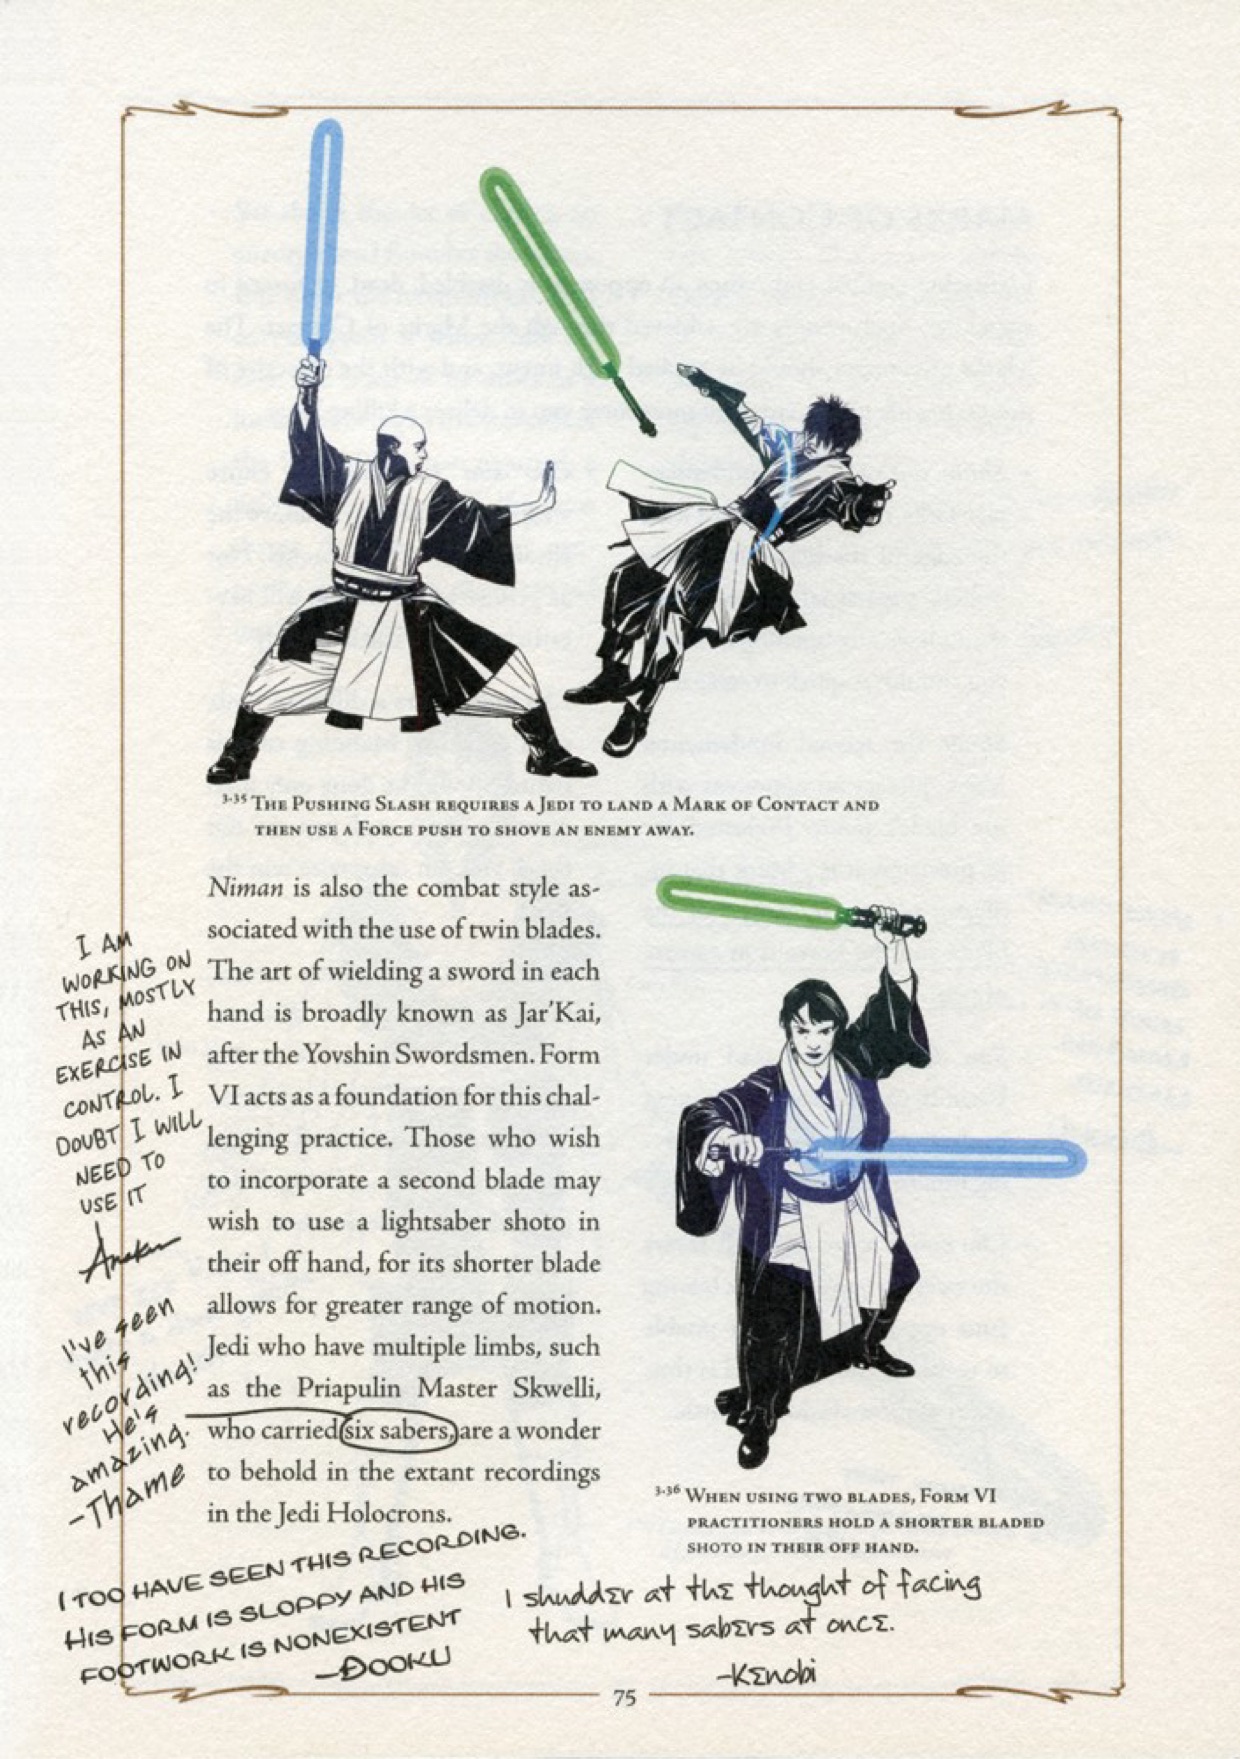 3-35 The Pushing Slash requires a Jedi to land a Mark of Contact and
then use a Force push to shove an enemy away.
Niman is also the combat style as-
sociated with the use of twin blades.
The art of wielding a sword in each
hand is broadly known as Jar'Kai,
after the Yovshin Swordsmen. Form
VI acts as a foundation for this chal-
lenging practice. Those who wish
to incorporate a second blade may
wish to use a lightsaber shoto in
their off hand, for its shorter blade
allows for greater range of motion.
Jedi who have multiple limbs, such
as the Priapulin Master Skwelli,
who carried six sabers, are a wonder
to behold in the extant recordings
in the Jedi Holocrons.
I AM
WORKING ON
THIS, MOSTLY
AS AN
EXERCISE IN
CONTROL. I
DOUBT I WILL
NEED TO
USE IT
Anakin
I've seen
this
recording!
He's
amazing.
-Thame
3-36 When using two blades, Form VI
practitioners hold a shorter bladed
shoto in their off hand.
I TOO HAVE SEEN THIS RECORDING.
HIS FORM IS SLOPPY AND HIS
FOOTWORK IS NONEXISTENT
-DOOKU
I shudder at the thought of facing
that many sabers at once.
-Kenobi
75